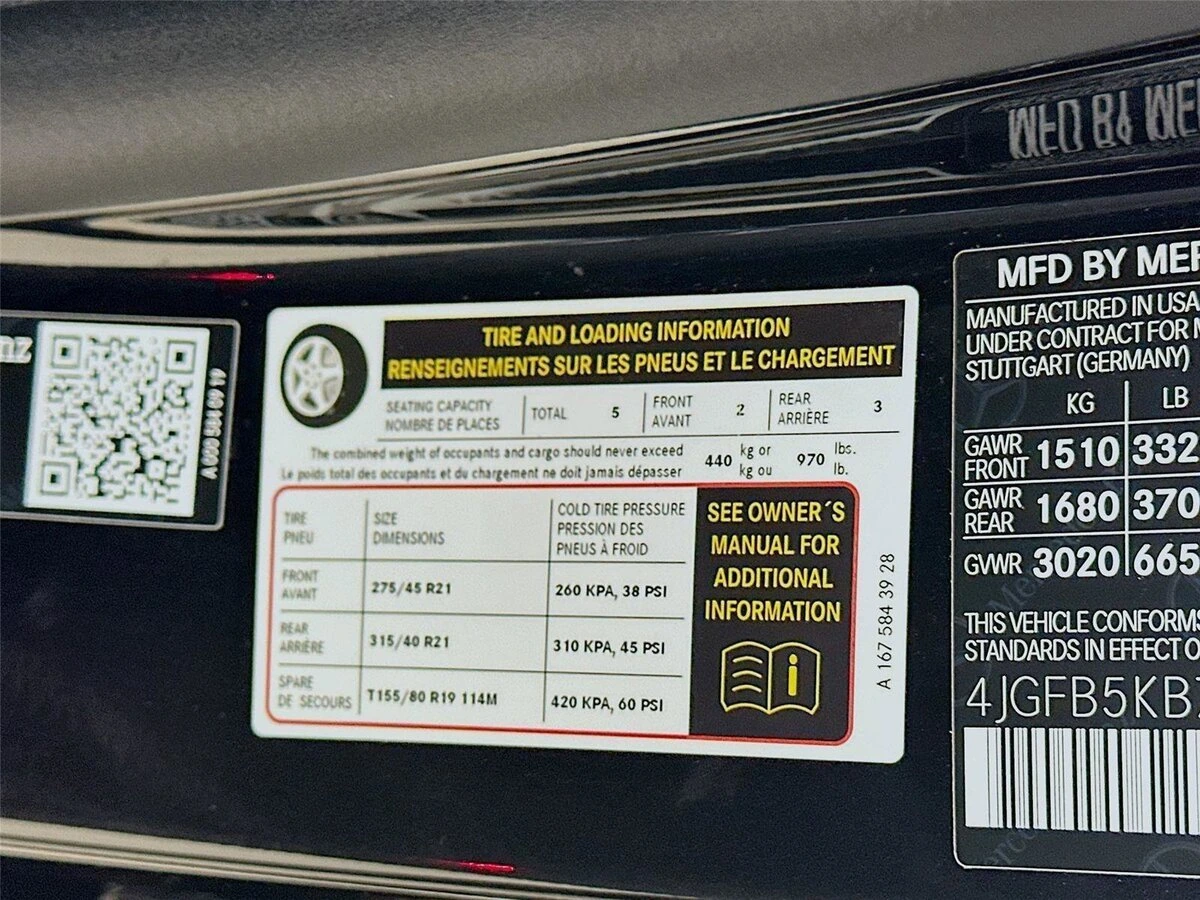 MFD BY MER
nz
A 000 584 89 19
TIRE AND LOADING INFORMATION
RENSEIGNEMENTS SUR LES PNEUS ET LE CHARGEMENT
SEATING CAPACITY
NOMBRE DE PLACES
TOTAL 5
FRONT
AVANT
2
REAR
ARRIÈRE
3
The combined weight of occupants and cargo should never exceed
Le poids total des occupants et du chargement ne doit jamais dépasser
440 kg or
kg ou
970 lbs.
lb.
TIRE
PNEU
SIZE
DIMENSIONS
COLD TIRE PRESSURE
PRESSION DES
PNEUS À FROID
FRONT
AVANT
275/45 R21
260 KPA, 38 PSI
REAR
ARRIÈRE
315/40 R21
310 KPA, 45 PSI
SPARE
DE SECOURS
T155/80 R19 114M
420 KPA, 60 PSI
SEE OWNER´S
MANUAL FOR
ADDITIONAL
INFORMATION
A 167 584 39 28
MANUFACTURED IN USA
UNDER CONTRACT FOR
STUTTGART (GERMANY)
KG LB
GAWR
FRONT
1510 332
GAWR
REAR
1680 370
GVWR 3020 665
THIS VEHICLE CONFORMS
STANDARDS IN EFFECT O
4JGFB5KB